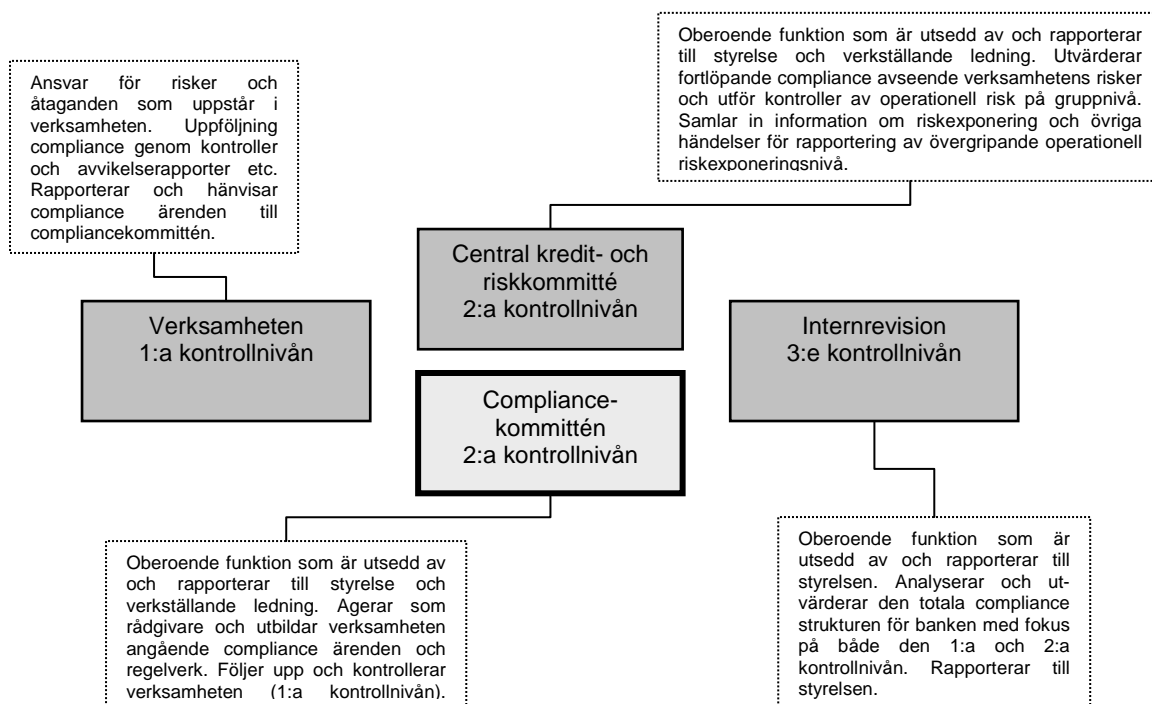 Oberoende funktion som är utsedd av och rapporterar
till styrelse och verkställande ledning. Utvärderar
fortlöpande compliance avseende verksamhetens risker
och utför kontroller av operationell risk på gruppnivå.
Samlar in information om riskexponering och övriga
händelser för rapportering av övergripande operationell
riskexponeringsnivå.
Ansvar för risker och
åtaganden som uppstår i
verksamheten. Uppföljning
compliance genom kontroller
och avvikelserapporter etc.
Rapporterar och hänvisar
compliance ärenden till
compliancekommittén.
Central kredit- och
riskkommitté
2:a kontrollnivån
Verksamheten
1:a kontrollnivån
Internrevision
3:e kontrollnivån
Compliance-
kommittén
2:a kontrollnivån
Oberoende funktion som är utsedd av
och rapporterar till styrelse och
verkställande ledning. Agerar som
rådgivare och utbildar verksamheten
angående compliance ärenden och
regelverk. Följer upp och kontrollerar
verksamheten (1:a kontrollnivån).
Oberoende funktion som är
utsedd av och rapporterar till
styrelsen. Analyserar och ut-
värderar den totala compliance
strukturen för banken med fokus
på både den 1:a och 2:a
kontrollnivån. Rapporterar till
styrelsen.